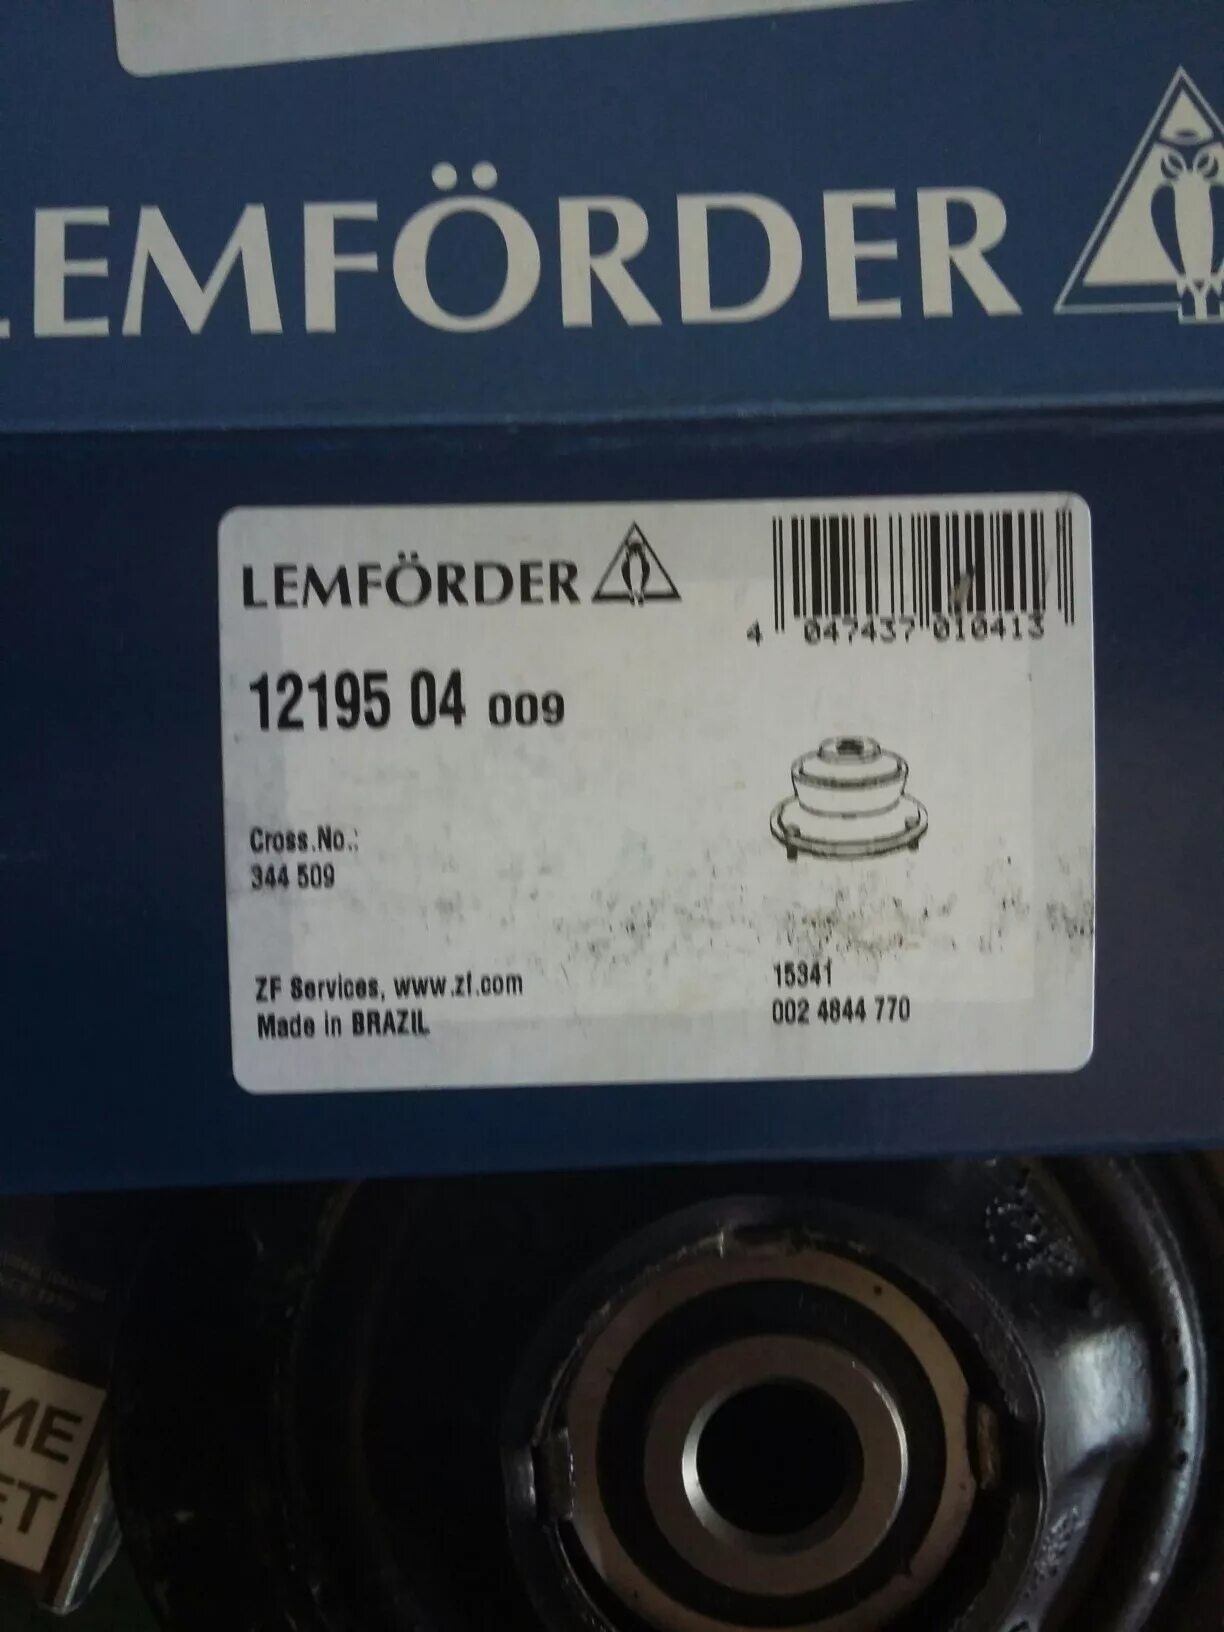 LEMFÖRDER
LEMFÖRDER
4 047437 010413
12195 04 009
Cross.No.:
344 509
ZF Services, www.zf.com
Made in BRAZIL
15341
002 4844 770